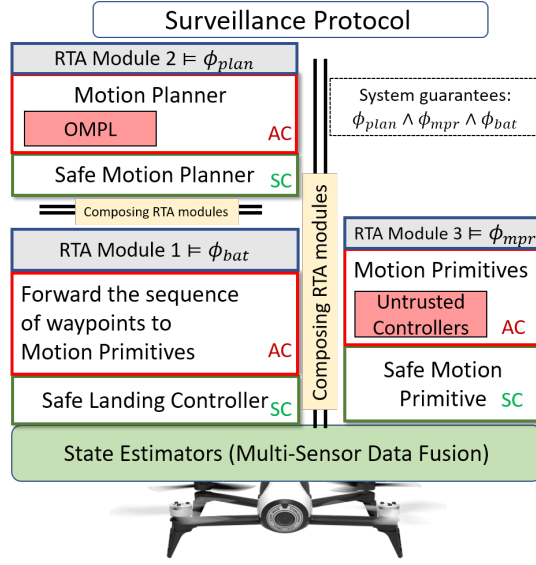 Surveillance Protocol
RTA Module 2 ⊨ ϕ_plan
Motion Planner
OMPL
AC
Safe Motion Planner
SC
Composing RTA modules
RTA Module 1 ⊨ ϕ_bat
Forward the sequence
of waypoints to
Motion Primitives
AC
Safe Landing Controller
SC
Composing RTA modules
System guarantees:
ϕ_plan ∧ ϕ_mpr ∧ ϕ_bat
RTA Module 3 ⊨ ϕ_mpr
Motion Primitives
Untrusted
Controllers
AC
Safe Motion
Primitive
SC
State Estimators (Multi-Sensor Data Fusion)